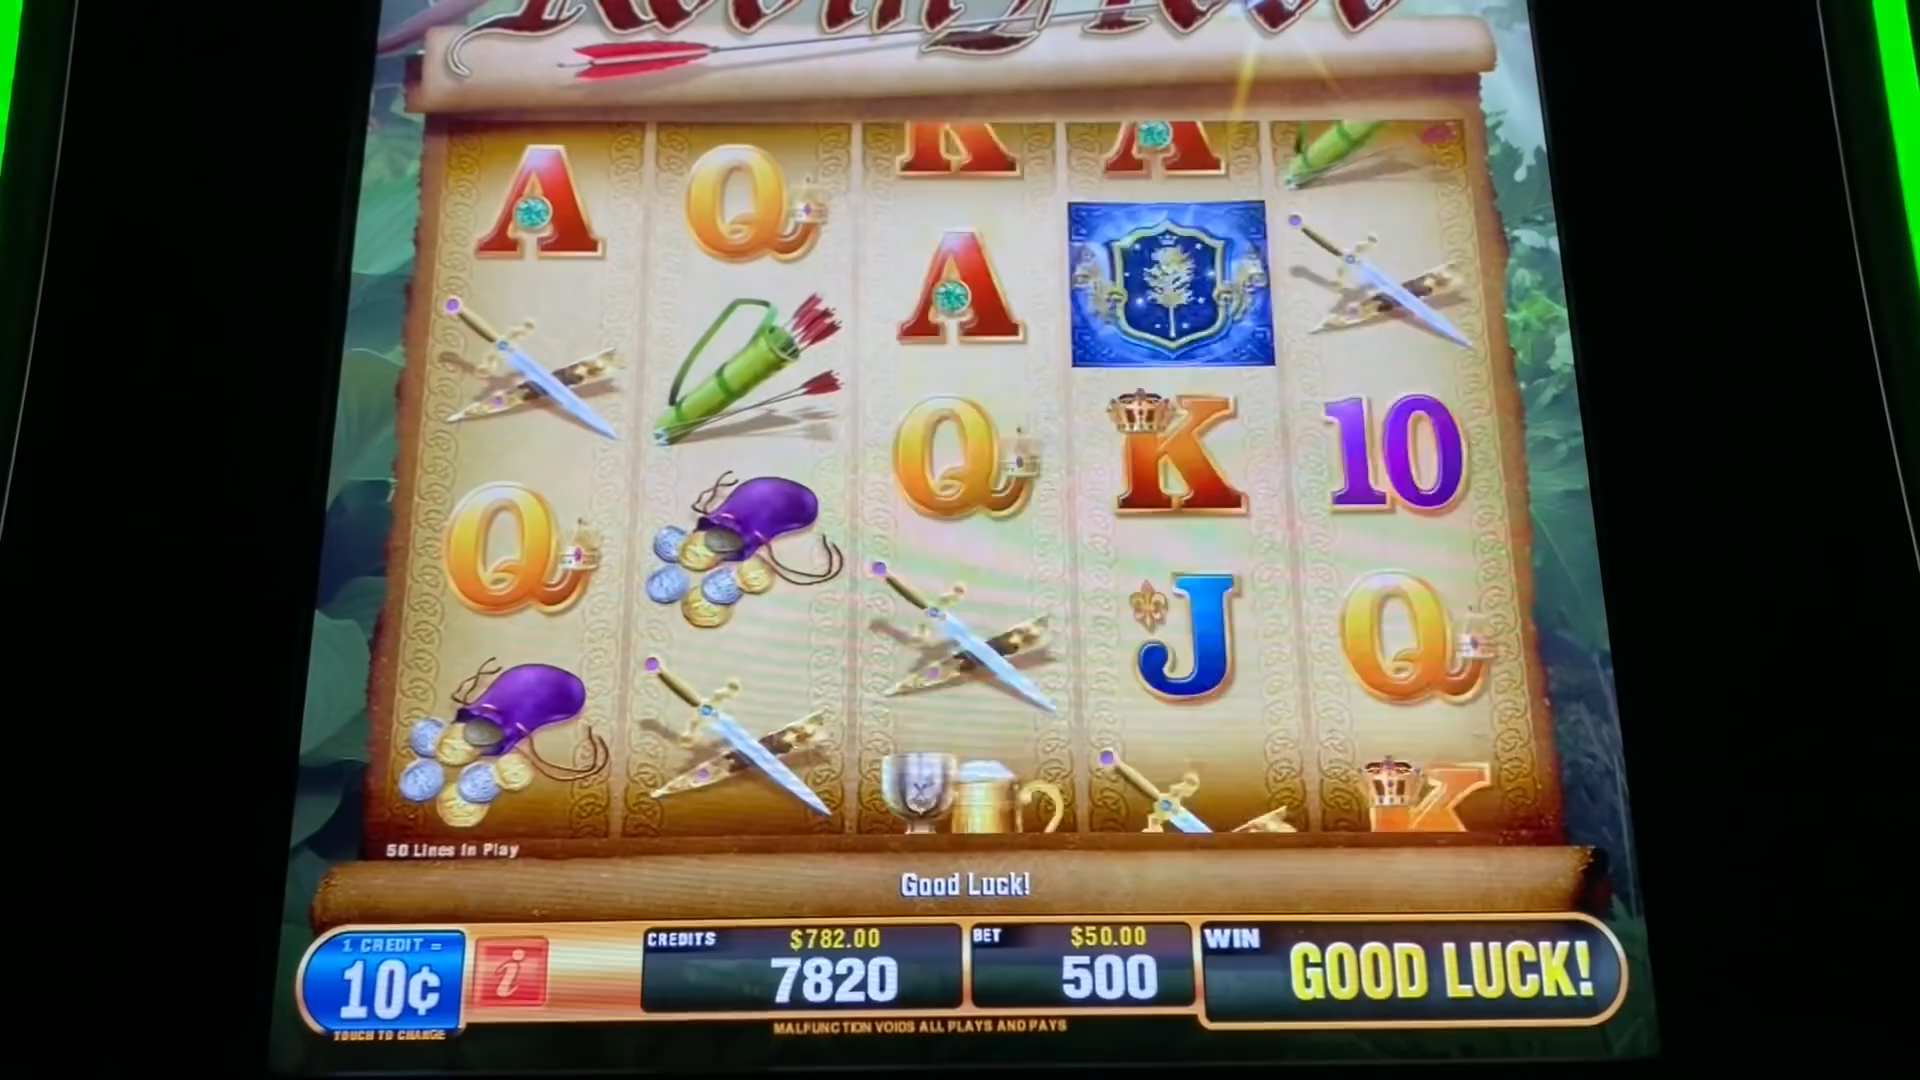 A Q K A
A
Q K 10
Q J Q
K
50 Lines In Play
Good Luck!
1 CREDIT =
10¢
TOUCH TO CHANGE
i
CREDITS $782.00
7820
BET $50.00
500
WIN GOOD LUCK!
MALFUNCTION VOIDS ALL PLAYS AND PAYS